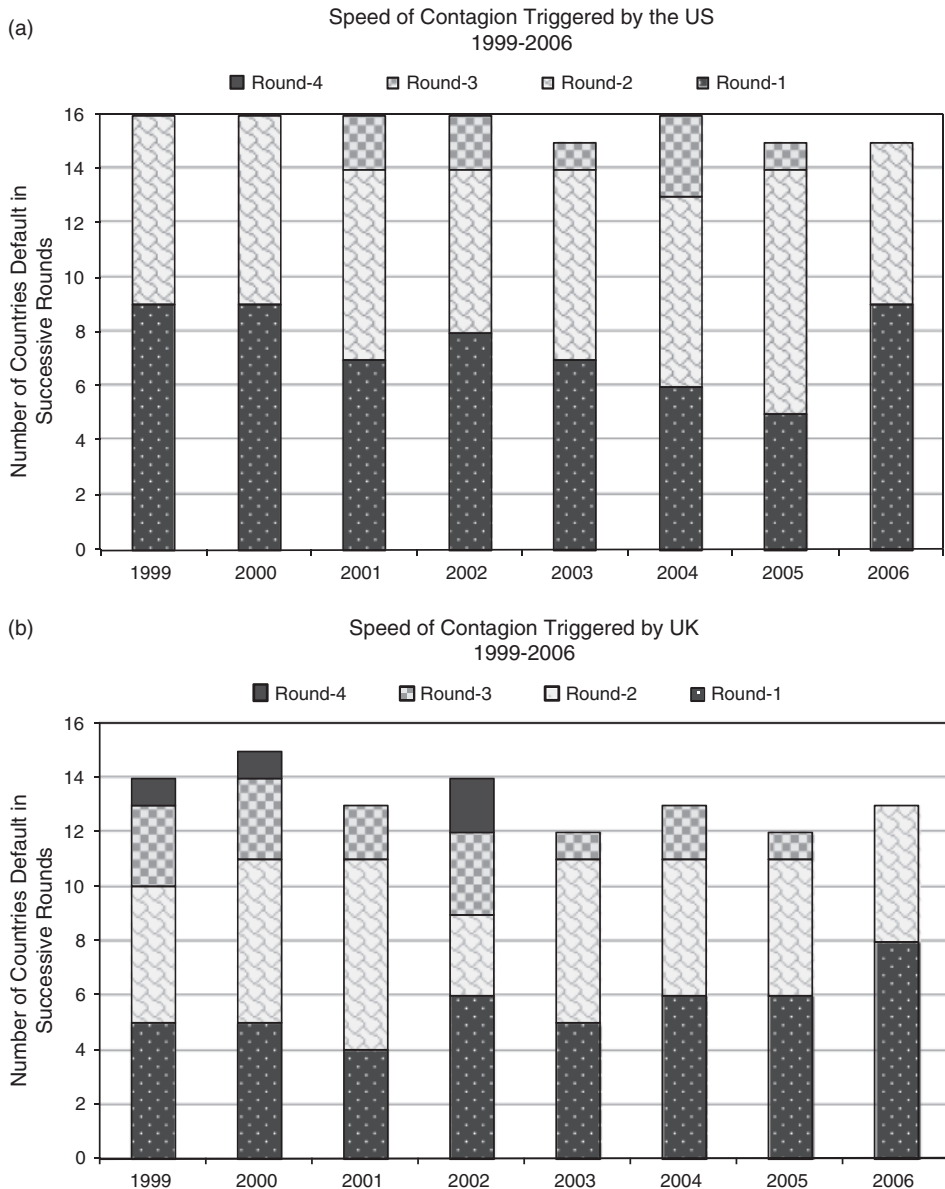 (a)
Speed of Contagion Triggered by the US
1999-2006
Round-4 Round-3 Round-2 Round-1
Number of Countries Default in
Successive Rounds
16
14
12
10
8
6
4
2
0
1999 2000 2001 2002 2003 2004 2005 2006
(b)
Speed of Contagion Triggered by UK
1999-2006
Round-4 Round-3 Round-2 Round-1
Number of Countries Default in
Successive Rounds
16
14
12
10
8
6
4
2
0
1999 2000 2001 2002 2003 2004 2005 2006